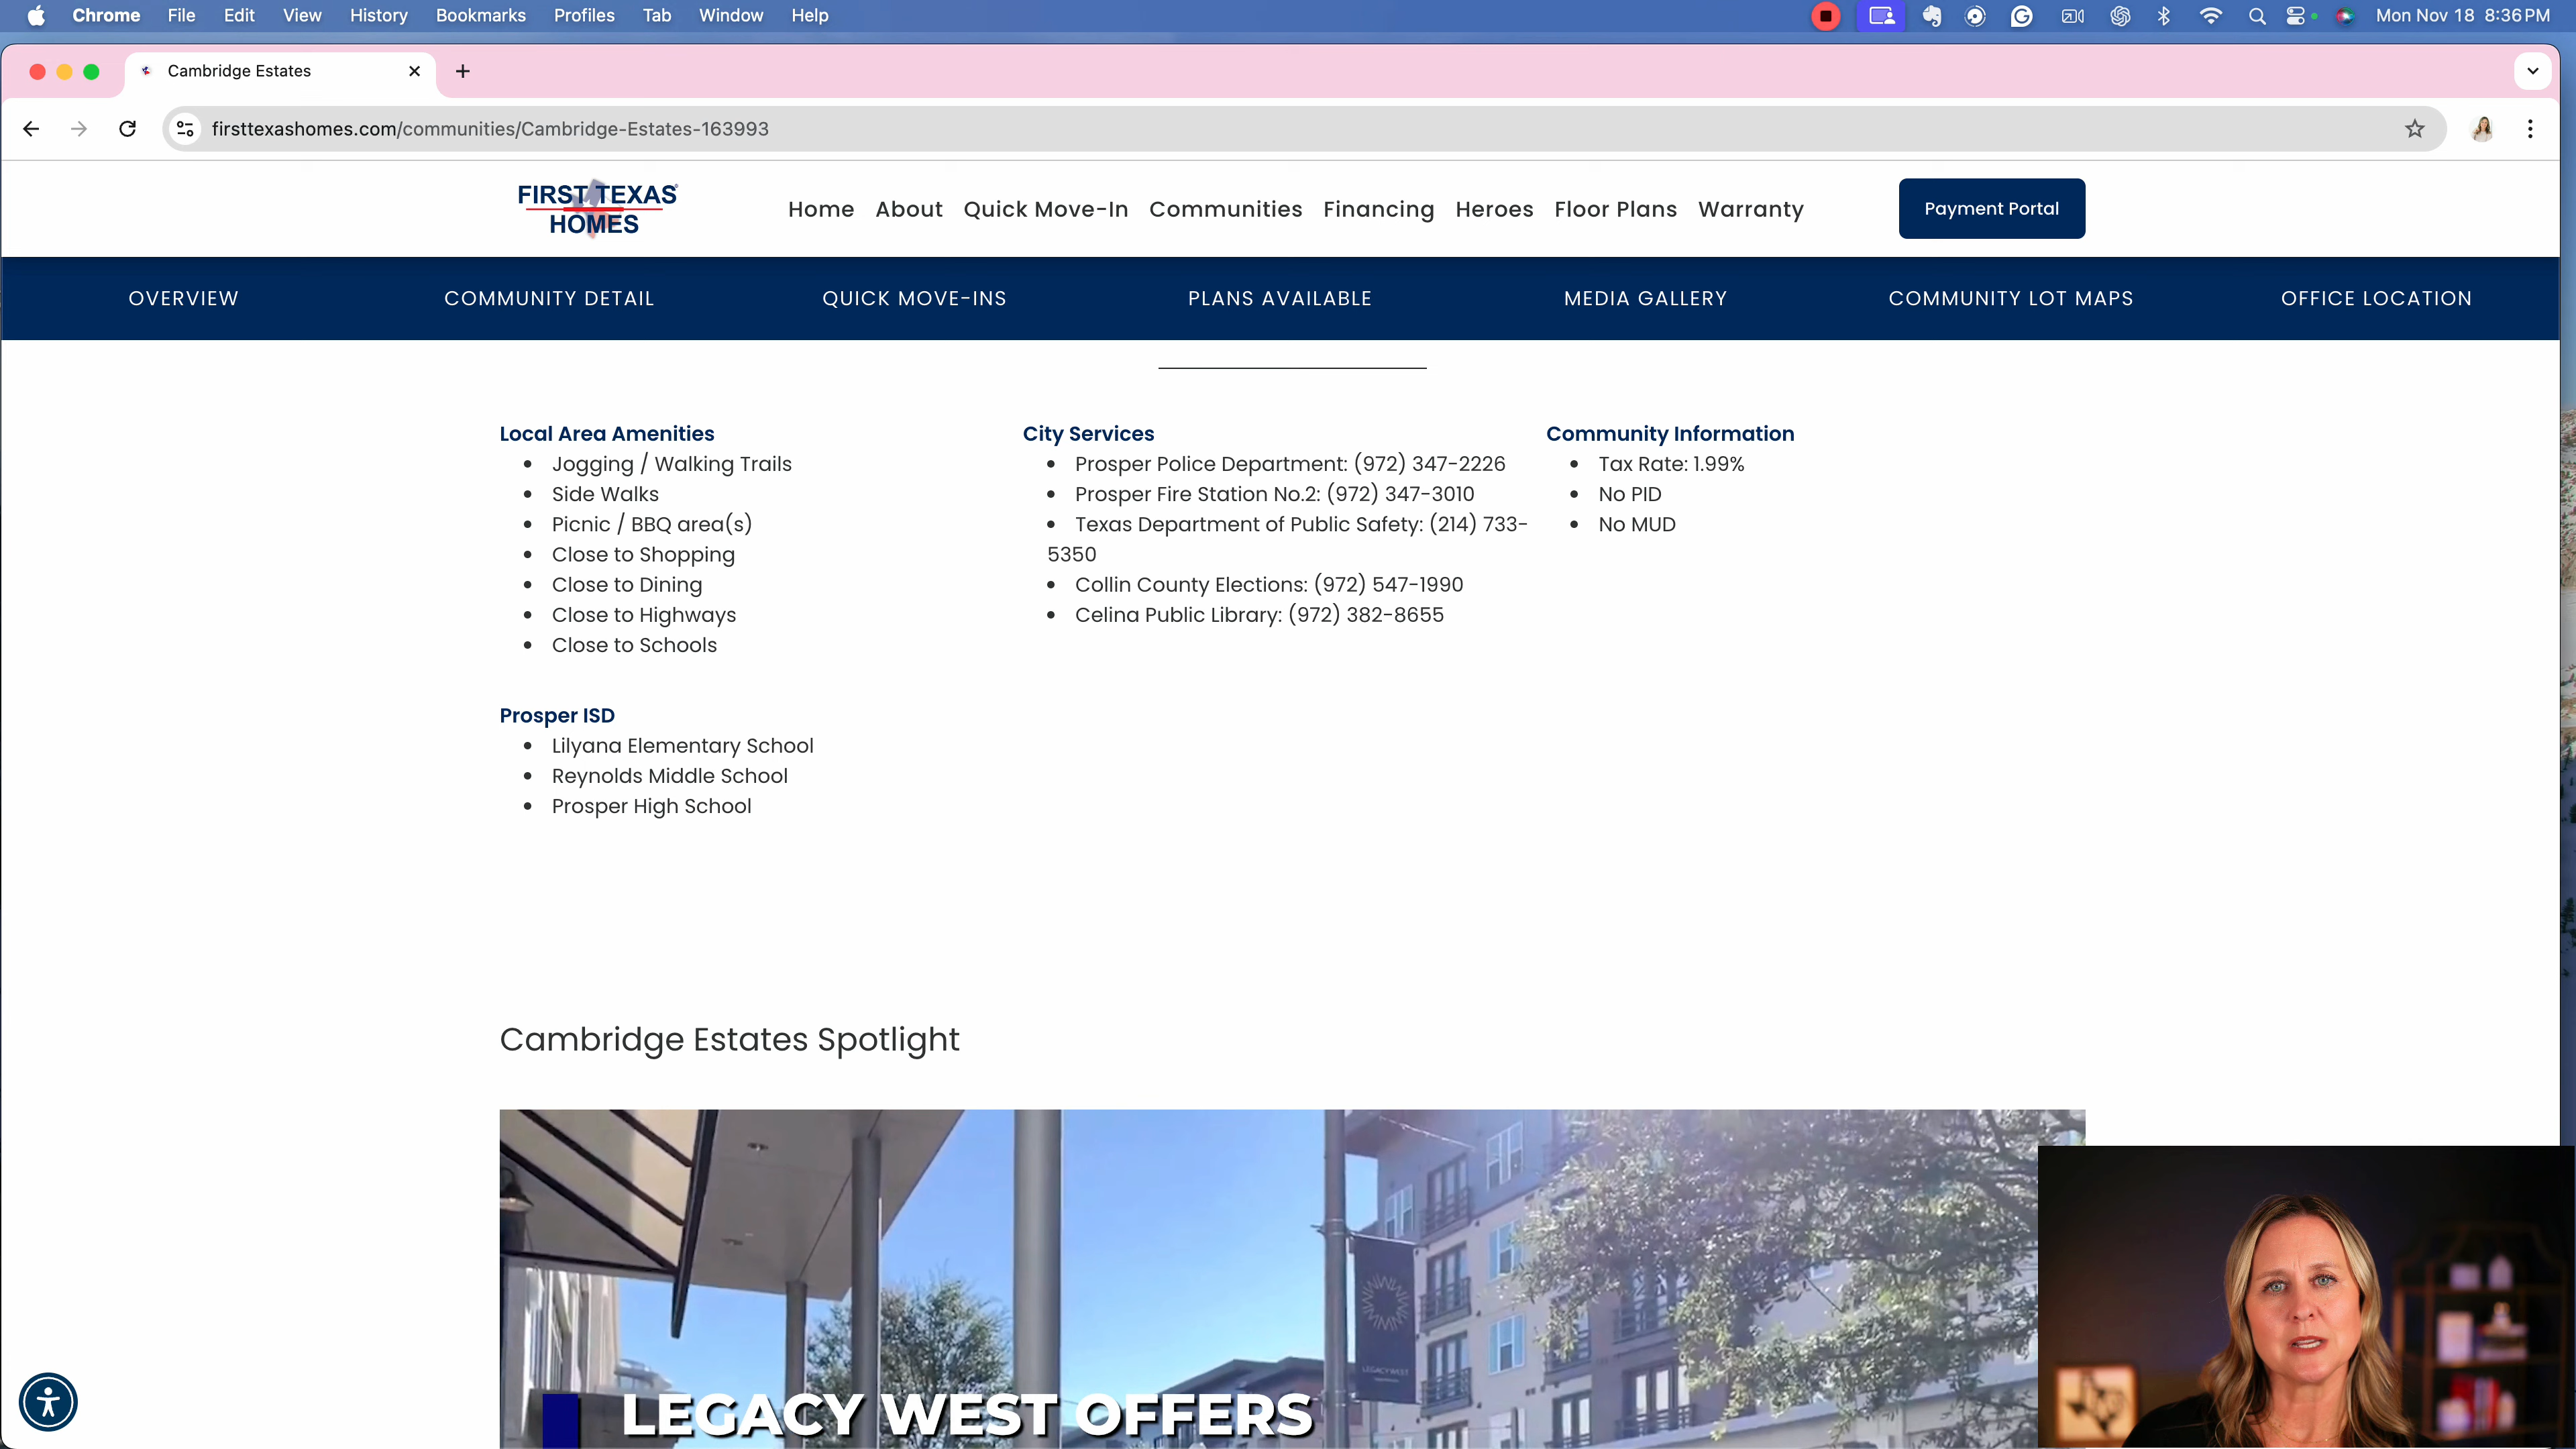 Chrome File Edit View History Bookmarks Profiles Tab Window Help Mon Nov 18 8:36 PM
Cambridge Estates
firsttexashomes.com/communities/Cambridge-Estates-163993
FIRST TEXAS
HOMES
Home About Quick Move-In Communities Financing Heroes Floor Plans Warranty Payment Portal
OVERVIEW COMMUNITY DETAIL QUICK MOVE-INS PLANS AVAILABLE MEDIA GALLERY COMMUNITY LOT MAPS OFFICE LOCATION
Local Area Amenities
Jogging / Walking Trails
Side Walks
Picnic / BBQ area(s)
Close to Shopping
Close to Dining
Close to Highways
Close to Schools
City Services
Prosper Police Department: (972) 347-2226
Prosper Fire Station No.2: (972) 347-3010
Texas Department of Public Safety: (214) 733-
5350
Collin County Elections: (972) 547-1990
Celina Public Library: (972) 382-8655
Community Information
Tax Rate: 1.99%
No PID
No MUD
Prosper ISD
Lilyana Elementary School
Reynolds Middle School
Prosper High School
Cambridge Estates Spotlight
LEGACY WEST
LEGACY WEST OFFERS